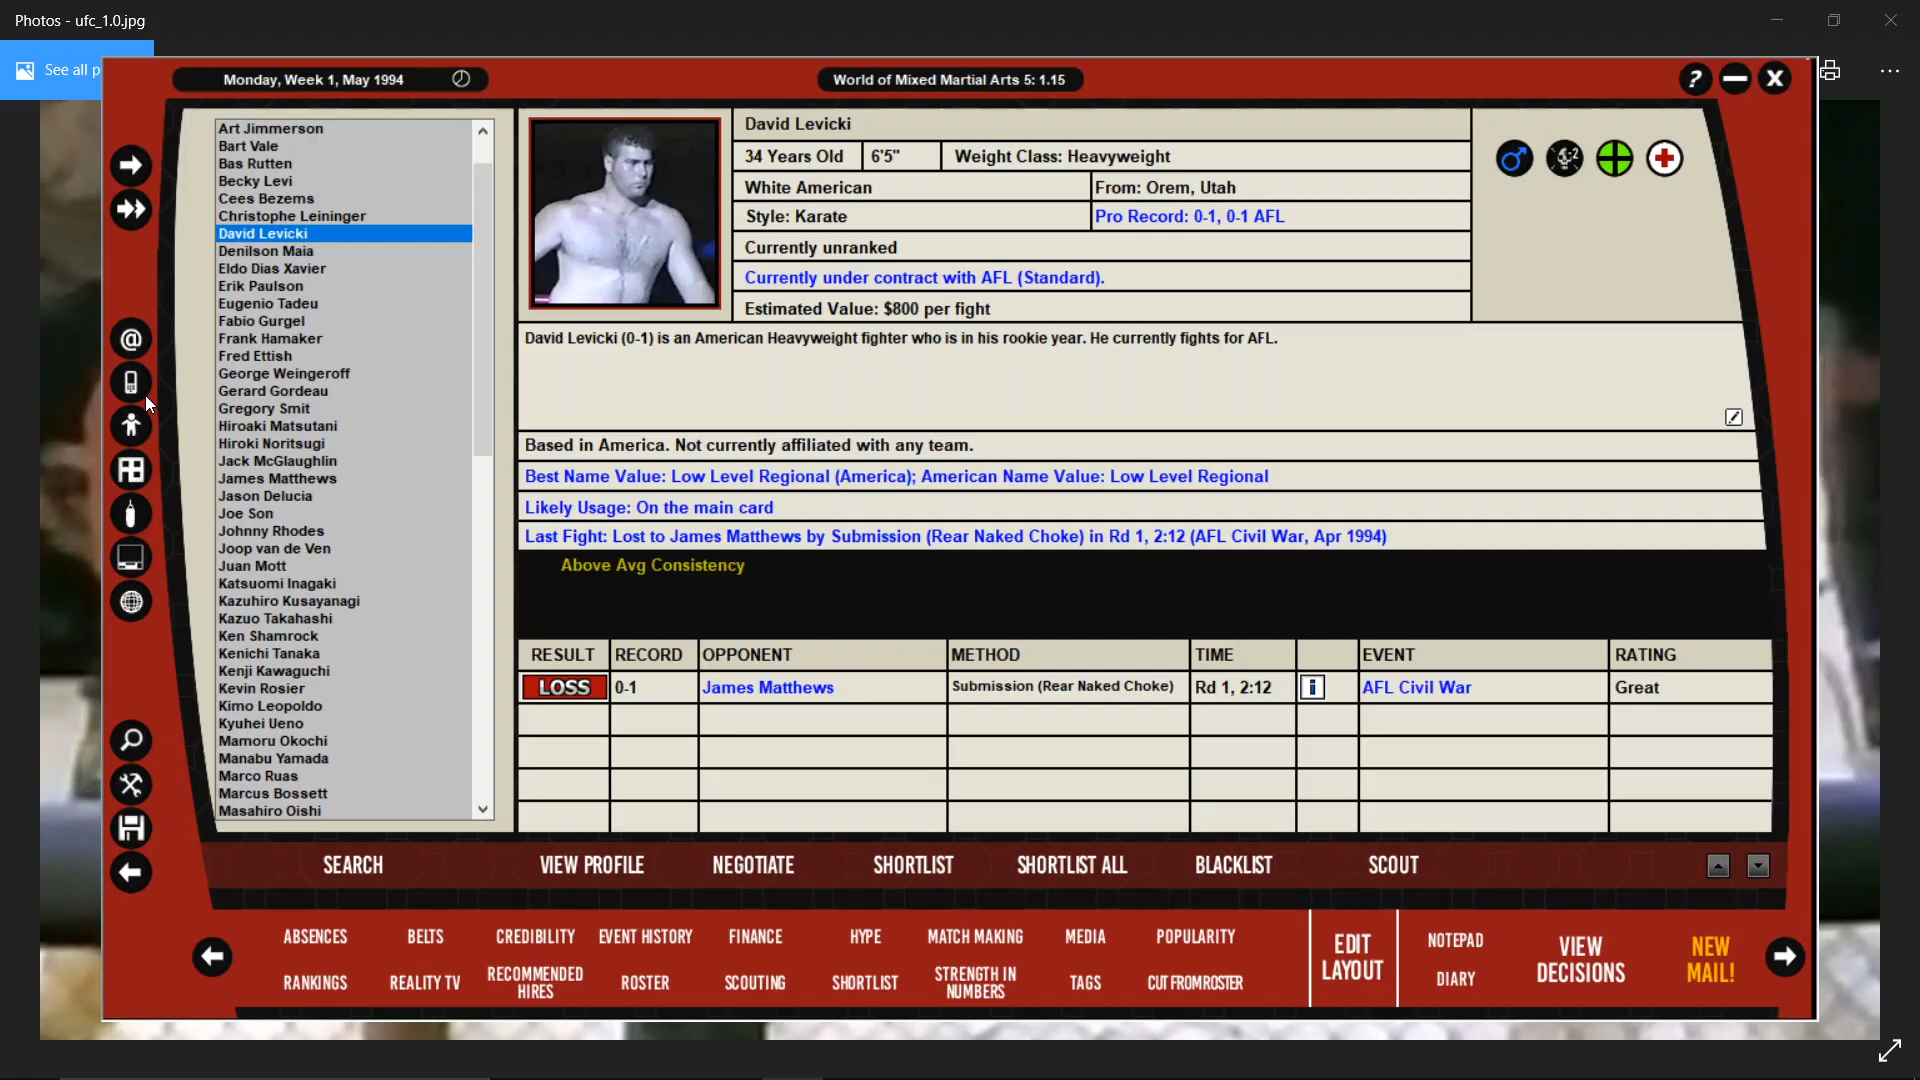 Photos - ufc_1.0.jpg
See all p
Monday, Week 1, May 1994
World of Mixed Martial Arts 5: 1.15
?
X
Art Jimmerson
Bart Vale
Bas Rutten
Becky Levi
Cees Bezems
Christophe Leininger
David Levicki
Denilson Maia
Eldo Dias Xavier
Erik Paulson
Eugenio Tadeu
Fabio Gurgel
Frank Hamaker
Fred Ettish
George Weingeroff
Gerard Gordeau
Gregory Smit
Hiroaki Matsutani
Hiroki Noritsugi
Jack McGlaughlin
James Matthews
Jason Delucia
Joe Son
Johnny Rhodes
Joop van de Ven
Juan Mott
Katsuomi Inagaki
Kazuhiro Kusayanagi
Kazuo Takahashi
Ken Shamrock
Kenichi Tanaka
Kenji Kawaguchi
Kevin Rosier
Kimo Leopoldo
Kyuhei Ueno
Mamoru Okochi
Manabu Yamada
Marco Ruas
Marcus Bossett
Masahiro Oishi
David Levicki
34 Years Old 6'5" Weight Class: Heavyweight
White American From: Orem, Utah
Style: Karate Pro Record: 0-1, 0-1 AFL
Currently unranked
Currently under contract with AFL (Standard).
Estimated Value: $800 per fight
David Levicki (0-1) is an American Heavyweight fighter who is in his rookie year. He currently fights for AFL.
Based in America. Not currently affiliated with any team.
Best Name Value: Low Level Regional (America); American Name Value: Low Level Regional
Likely Usage: On the main card
Last Fight: Lost to James Matthews by Submission (Rear Naked Choke) in Rd 1, 2:12 (AFL Civil War, Apr 1994)
Above Avg Consistency
RESULT RECORD OPPONENT METHOD TIME EVENT RATING
LOSS 0-1 James Matthews Submission (Rear Naked Choke) Rd 1, 2:12 i AFL Civil War Great
SEARCH VIEW PROFILE NEGOTIATE SHORTLIST SHORTLIST ALL BLACKLIST SCOUT
ABSENCES BELTS CREDIBILITY EVENT HISTORY FINANCE HYPE MATCH MAKING MEDIA POPULARITY
RANKINGS REALITY TV RECOMMENDED HIRES ROSTER SCOUTING SHORTLIST STRENGTH IN NUMBERS TAGS CUT FROM ROSTER
EDIT LAYOUT
NOTEPAD
DIARY
VIEW DECISIONS
NEW MAIL!